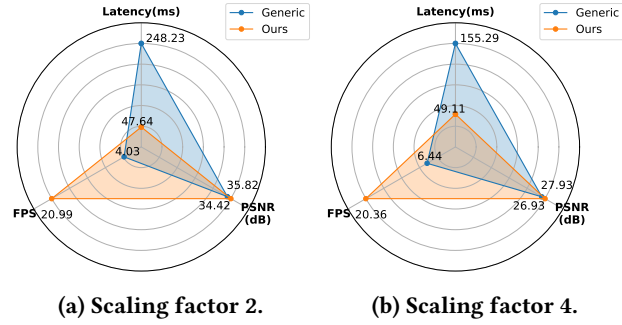 Latency(ms)
Generic
Ours
248.23
47.64
4.03
35.82
34.42
PSNR
(dB)
FPS
20.99
(a) Scaling factor 2.
Latency(ms)
Generic
Ours
155.29
49.11
6.44
27.93
26.93
PSNR
(dB)
FPS
20.36
(b) Scaling factor 4.